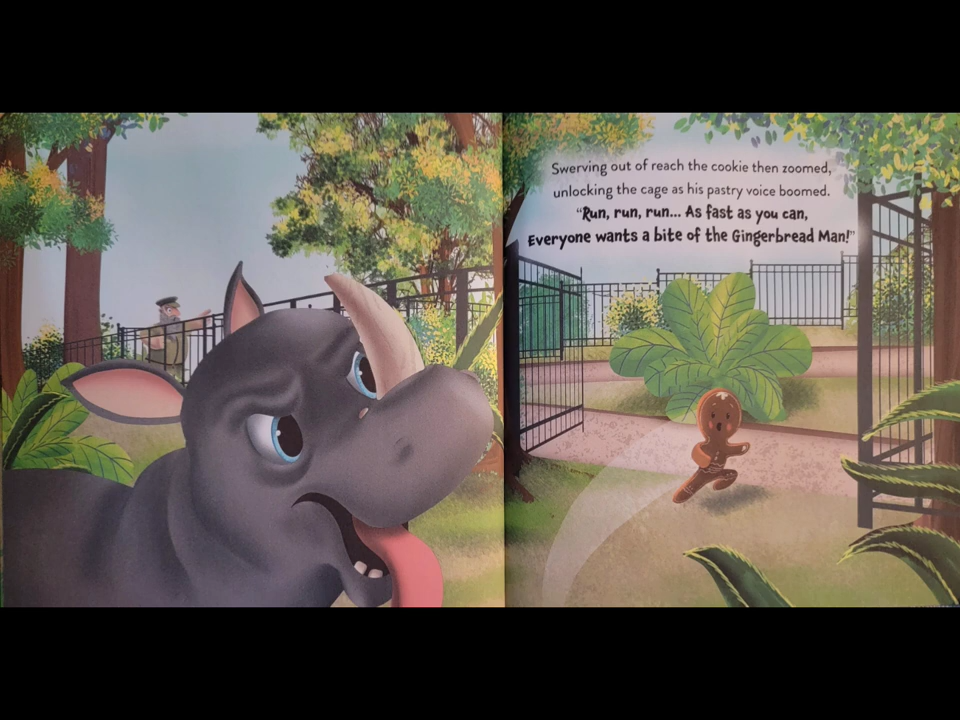 Swerving out of reach the cookie then zoomed,
unlocking the cage as his pastry voice boomed.
“Run, run, run... As fast as you can,
Everyone wants a bite of the Gingerbread Man!”